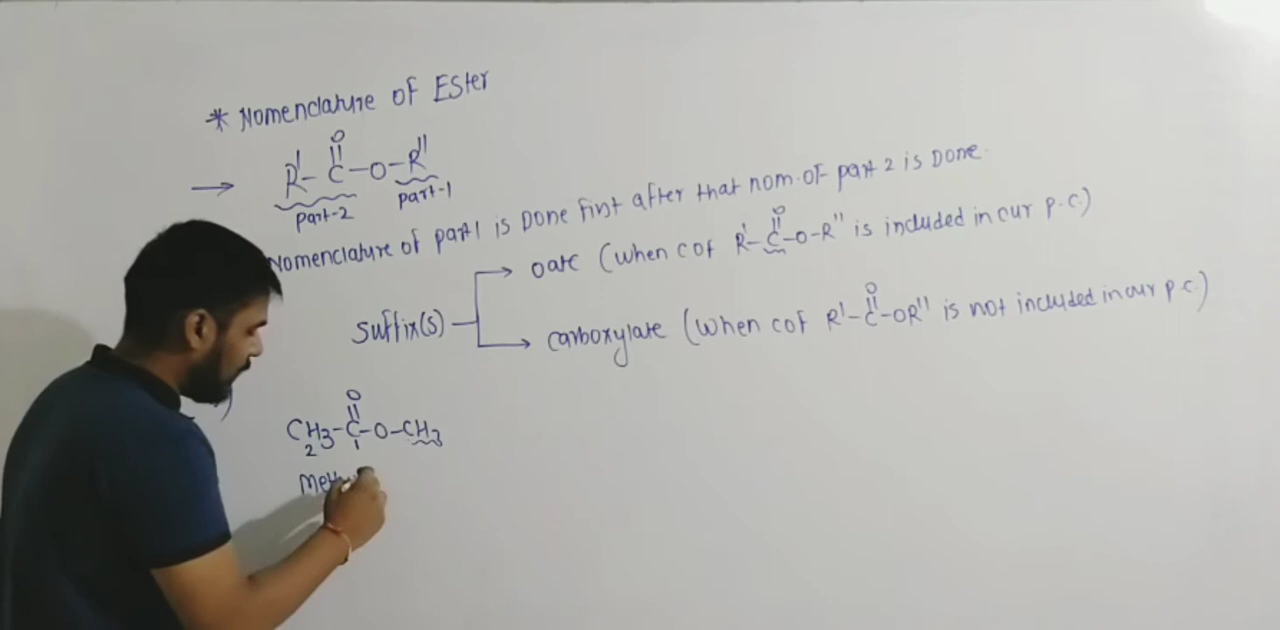 * Nomenclature of Ester
→ R'-C(=O)-O-R''
part-2 part-1
Nomenclature of part 1 is Done first after that nom. of part 2 is Done.
Suffix(s) → oate (when c of R'-C(=O)-O-R'' is included in our p.c.)
→ carboxylate (when c of R'-C(=O)-OR'' is not included in our p.c.)
CH3-C(=O)-O-CH3
2 1
Meth